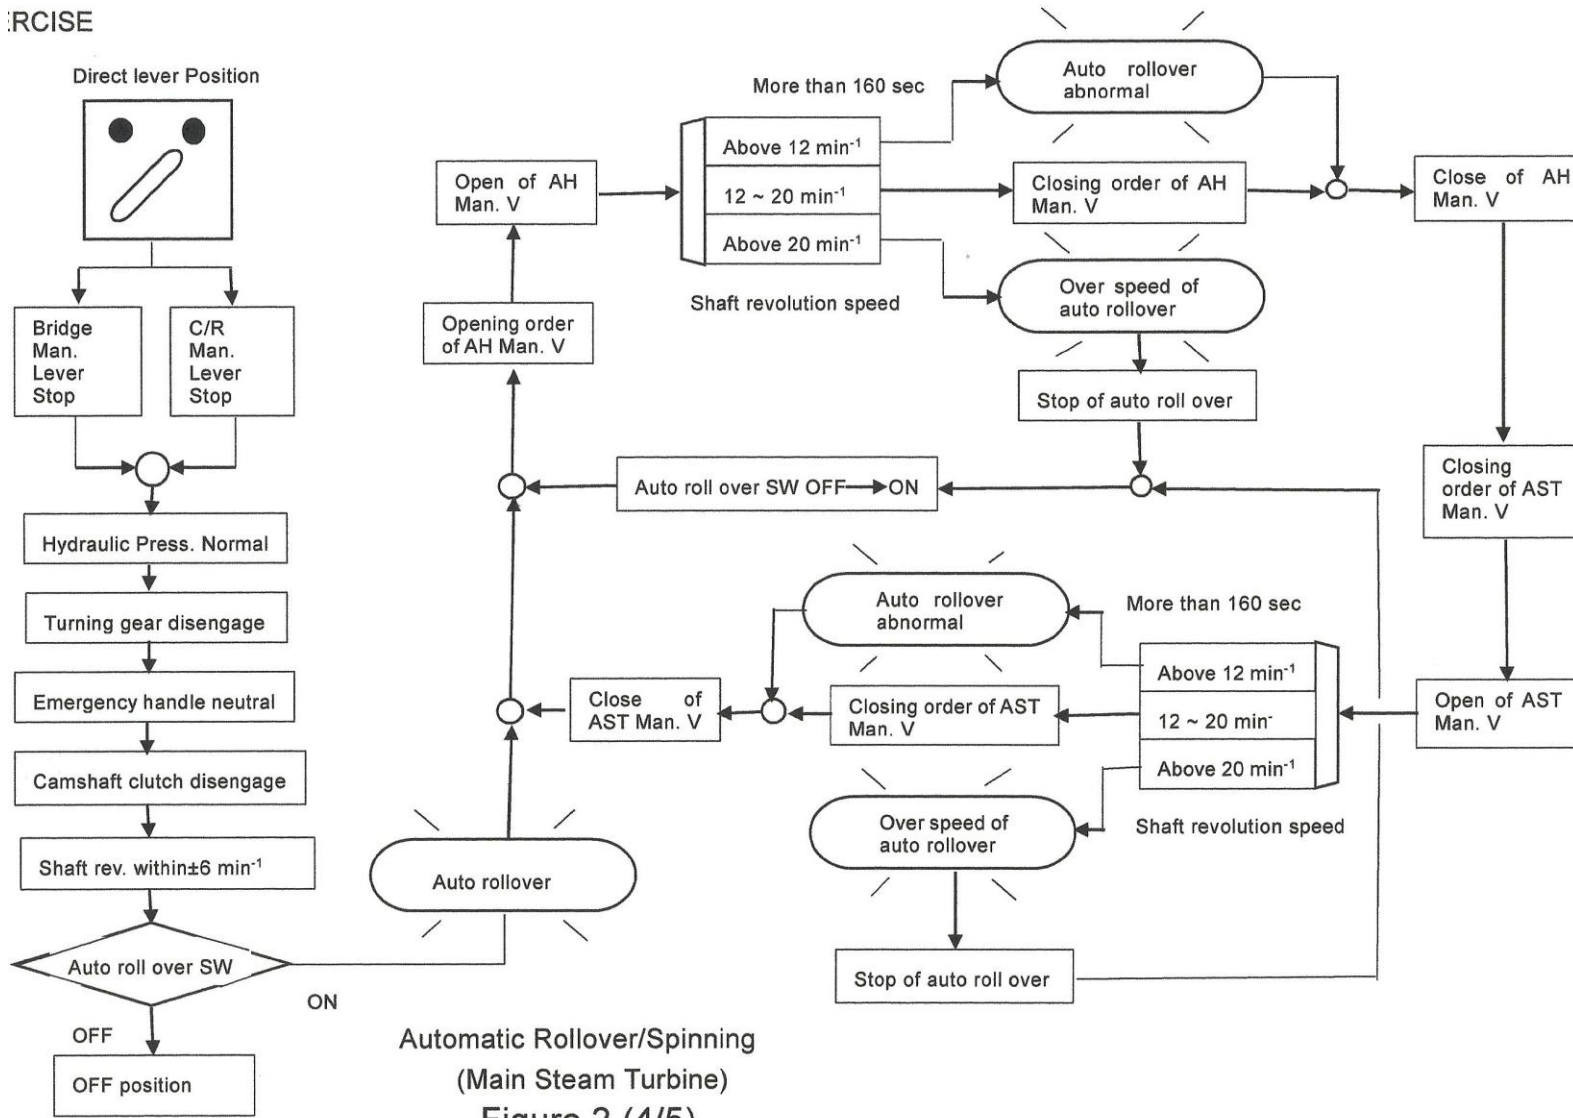 ERCISE
Direct lever Position
Bridge
Man.
Lever
Stop
C/R
Man.
Lever
Stop
Hydraulic Press. Normal
Turning gear disengage
Emergency handle neutral
Camshaft clutch disengage
Shaft rev. within±6 min-1
Auto roll over SW
ON
OFF
OFF position
Auto rollover
Opening order
of AH Man. V
Open of AH
Man. V
More than 160 sec
Above 12 min-1
12 ~ 20 min-1
Above 20 min-1
Shaft revolution speed
Auto rollover
abnormal
Closing order of AH
Man. V
Over speed of
auto rollover
Stop of auto roll over
Close of AH
Man. V
Auto roll over SW OFF→ON
Closing
order of AST
Man. V
Open of AST
Man. V
More than 160 sec
Above 12 min-1
12 ~ 20 min-
Above 20 min-1
Shaft revolution speed
Auto rollover
abnormal
Closing order of AST
Man. V
Close of
AST Man. V
Over speed of
auto rollover
Stop of auto roll over
Automatic Rollover/Spinning
(Main Steam Turbine)
Figure 2 (4/5)